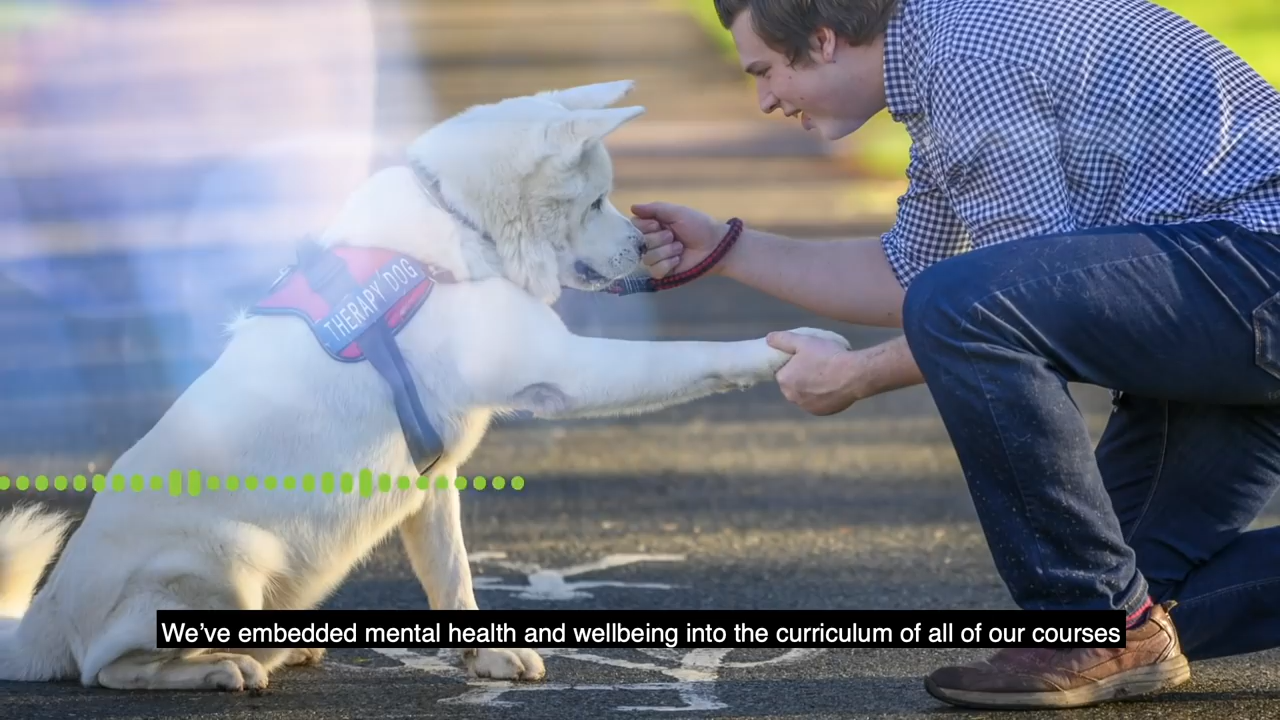 THERAPY DOG
We've embedded mental health and wellbeing into the curriculum of all of our courses